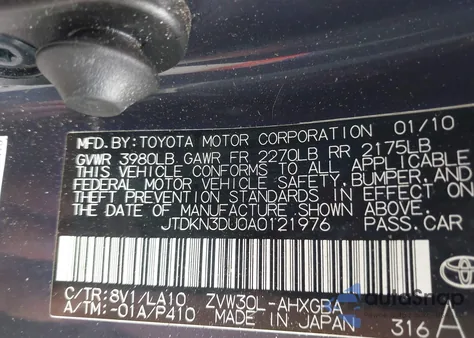 MFD. BY: TOYOTA MOTOR CORPORATION 01/10
GVWR 3980LB GAWR FR 2270LB RR 2175LB
THIS VEHICLE CONFORMS TO ALL APPLICABLE
FEDERAL MOTOR VEHICLE SAFETY, BUMPER, AND
THEFT PREVENTION STANDARDS IN EFFECT ON
THE DATE OF MANUFACTURE SHOWN ABOVE.
JTDKN3DU0A0121976 PASS. CAR
C/TR: 8V1/LA10 ZVW30L-AHXGBA
A/TM: -01A/P410 MADE IN JAPAN 316 A
autoSnap